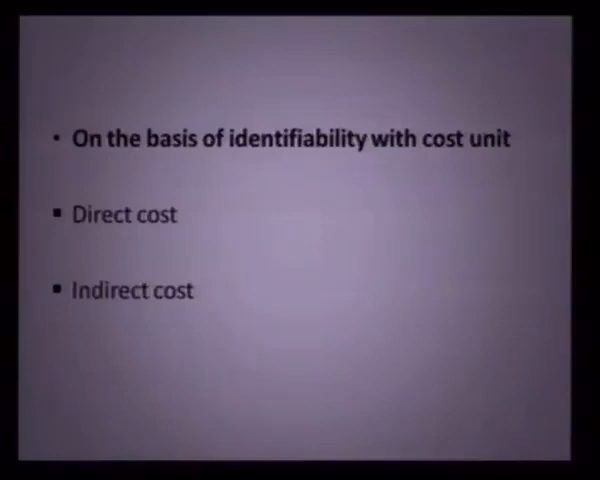 • On the basis of identifiability with cost unit
▪ Direct cost
▪ Indirect cost